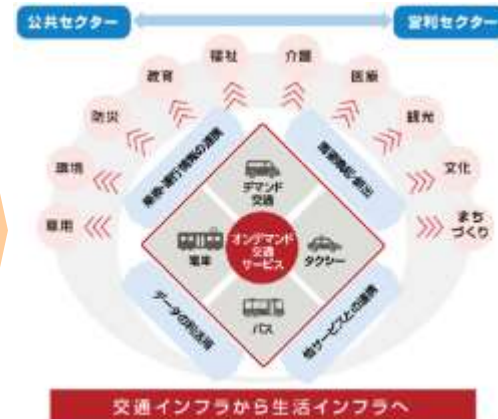 公共セクター
営利セクター
福祉
介護
教育
医療
防災
観光
環境
文化
雇用
まち
づくり
デマンド
交通
電車
オンデマンド
交通
サービス
タクシー
バス
データの利活用
他サービスとの連携
交通インフラから生活インフラへ